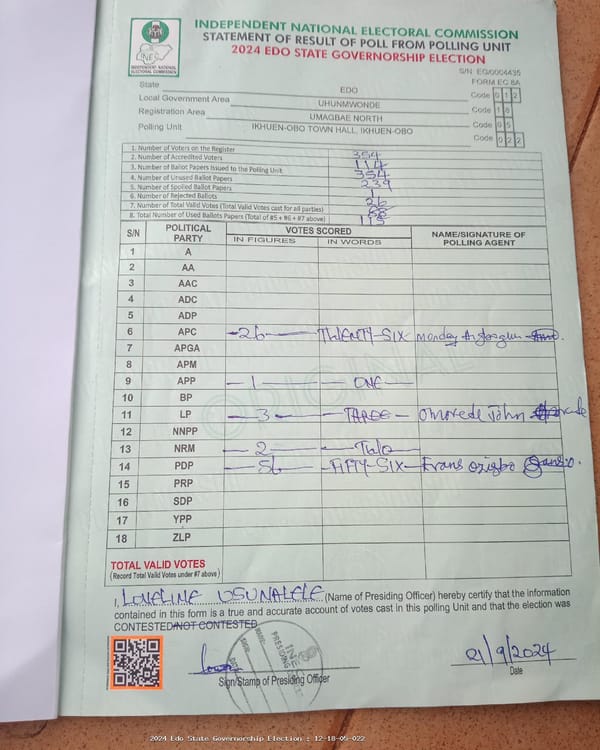 INDEPENDENT NATIONAL ELECTORAL COMMISSION
STATEMENT OF RESULT OF POLL FROM POLLING UNIT
2024 EDO STATE GOVERNORSHIP ELECTION
INEC
INDEPENDENT NATIONAL ELECTORAL COMMISSION
S/N EG/0004435
FORM EC 8A
State EDO Code 0 1 2
Local Government Area UHUNMWONDE Code 1 8
Registration Area UMAGBAE NORTH Code 0 5
Polling Unit IKHUEN-OBO TOWN HALL, IKHUEN-OBO Code 0 2 2
1. Number of Voters on the Register 354
2. Number of Accredited Voters 114
3. Number of Ballot Papers Issued to the Polling Unit 354
4. Number of Unused Ballot Papers 239
5. Number of Spoiled Ballot Papers 1
6. Number of Rejected Ballots 26
7. Number of Total Valid Votes (Total Valid Votes cast for all parties) 88
8. Total Number of Used Ballots Papers (Total of #5 + #6 + #7 above) 115
S/N POLITICAL PARTY VOTES SCORED NAME/SIGNATURE OF POLLING AGENT
IN FIGURES IN WORDS
1 A
2 AA
3 AAC
4 ADC
5 ADP
6 APC -26- TWENTY-SIX Monday
7 APGA
8 APM
9 APP -1- ONE -
10 BP
11 LP -3- -THREE- John
12 NNPP
13 NRM -2- -TWO-
14 PDP -56- -FIFTY-SIX- Evans
15 PRP
16 SDP
17 YPP
18 ZLP
ORIGINAL
TOTAL VALID VOTES
(Record Total Valid Votes under #7 above)
I, LOVELINE USUNALELE (Name of Presiding Officer) hereby certify that the information
contained in this form is a true and accurate account of votes cast in this polling Unit and that the election was
CONTESTED/NOT CONTESTED
INEC
PRESIDING
21/9/2024
Sign/Stamp of Presiding Officer Date
2024 Edo State Governorship Election : 12-18-05-022